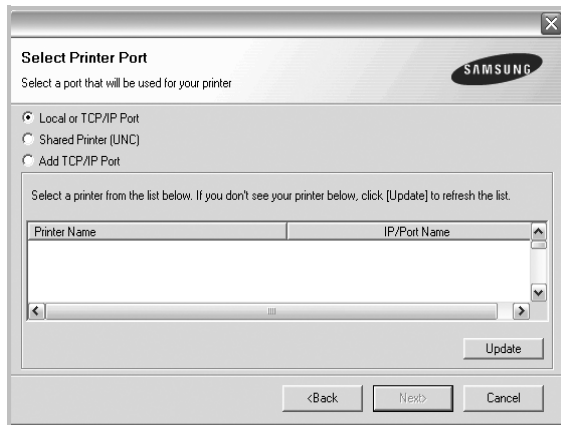 Select Printer Port
Select a port that will be used for your printer
SAMSUNG
Local or TCP/IP Port
Shared Printer (UNC)
Add TCP/IP Port
Select a printer from the list below. If you don't see your printer below, click [Update] to refresh the list.
Printer Name IP/Port Name
Update
<Back Next> Cancel